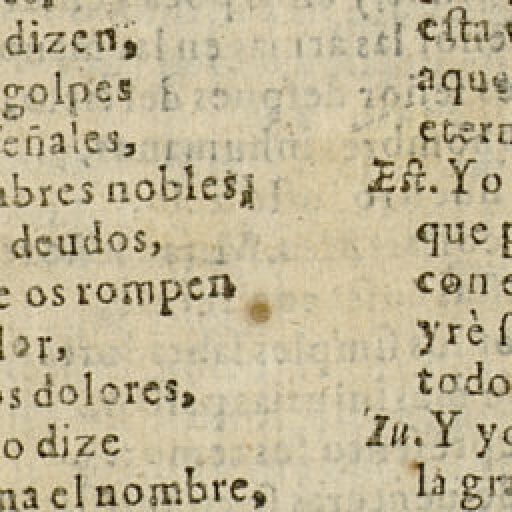 dizen,
golpes
señales,
mbres nobles,
deudos,
e os rompen
lor,
os dolores,
o dize
na el nombre,
esta
aque
etern
Est. Yo
que p
con e
yrè s
todo
Iu. Y yo
la gra